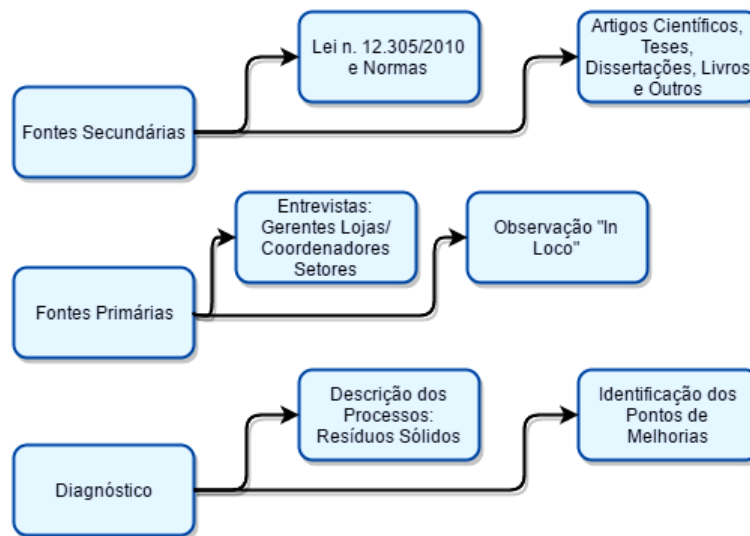 Lei n. 12.305/2010
e Normas
Artigos Científicos,
Teses,
Dissertações, Livros
e Outros
Fontes Secundárias
Entrevistas:
Gerentes Lojas/
Coordenadores
Setores
Observação "In
Loco"
Fontes Primárias
Descrição dos
Processos:
Resíduos Sólidos
Identificação dos
Pontos de
Melhorias
Diagnóstico